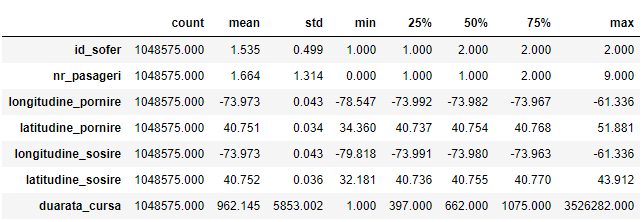 count mean std min 25% 50% 75% max
id_sofer 1048575.000 1.535 0.499 1.000 1.000 2.000 2.000 2.000
nr_pasageri 1048575.000 1.664 1.314 0.000 1.000 1.000 2.000 9.000
longitudine_pornire 1048575.000 -73.973 0.043 -78.547 -73.992 -73.982 -73.967 -61.336
latitudine_pornire 1048575.000 40.751 0.034 34.360 40.737 40.754 40.768 51.881
longitudine_sosire 1048575.000 -73.973 0.043 -79.818 -73.991 -73.980 -73.963 -61.336
latitudine_sosire 1048575.000 40.752 0.036 32.181 40.736 40.755 40.770 43.912
duarata_cursa 1048575.000 962.145 5853.002 1.000 397.000 662.000 1075.000 3526282.000